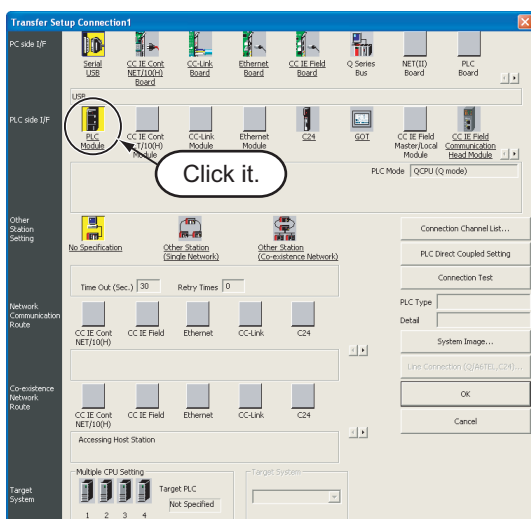 Transfer Setup Connection1
PC side I/F
Serial USB
CC IE Cont NET/10(H) Board
CC-Link Board
Ethernet Board
CC IE Field Board
Q Series Bus
NET(II) Board
PLC Board
USB
PLC side I/F
PLC Module
CC IE Cont NET/10(H) Module
CC-Link Module
Ethernet Module
C24
GOT
CC IE Field Master/Local Module
CC IE Field Communication Head Module
Click it.
PLC Mode QCPU (Q mode)
Other Station Setting
No Specification
Other Station (Single Network)
Other Station (Co-existence Network)
Time Out (Sec.) 30 Retry Times 0
Connection Channel List...
PLC Direct Coupled Setting
Connection Test
PLC Type
Detail
System Image...
Line Connection (Q/A6TEL,C24)...
OK
Cancel
Network Communication Route
CC IE Cont NET/10(H)
CC IE Field
Ethernet
CC-Link
C24
Co-existence Network Route
CC IE Cont NET/10(H)
CC IE Field
Ethernet
CC-Link
C24
Accessing Host Station
Target System
Multiple CPU Setting
1 2 3 4
Target PLC
Not Specified
Target System